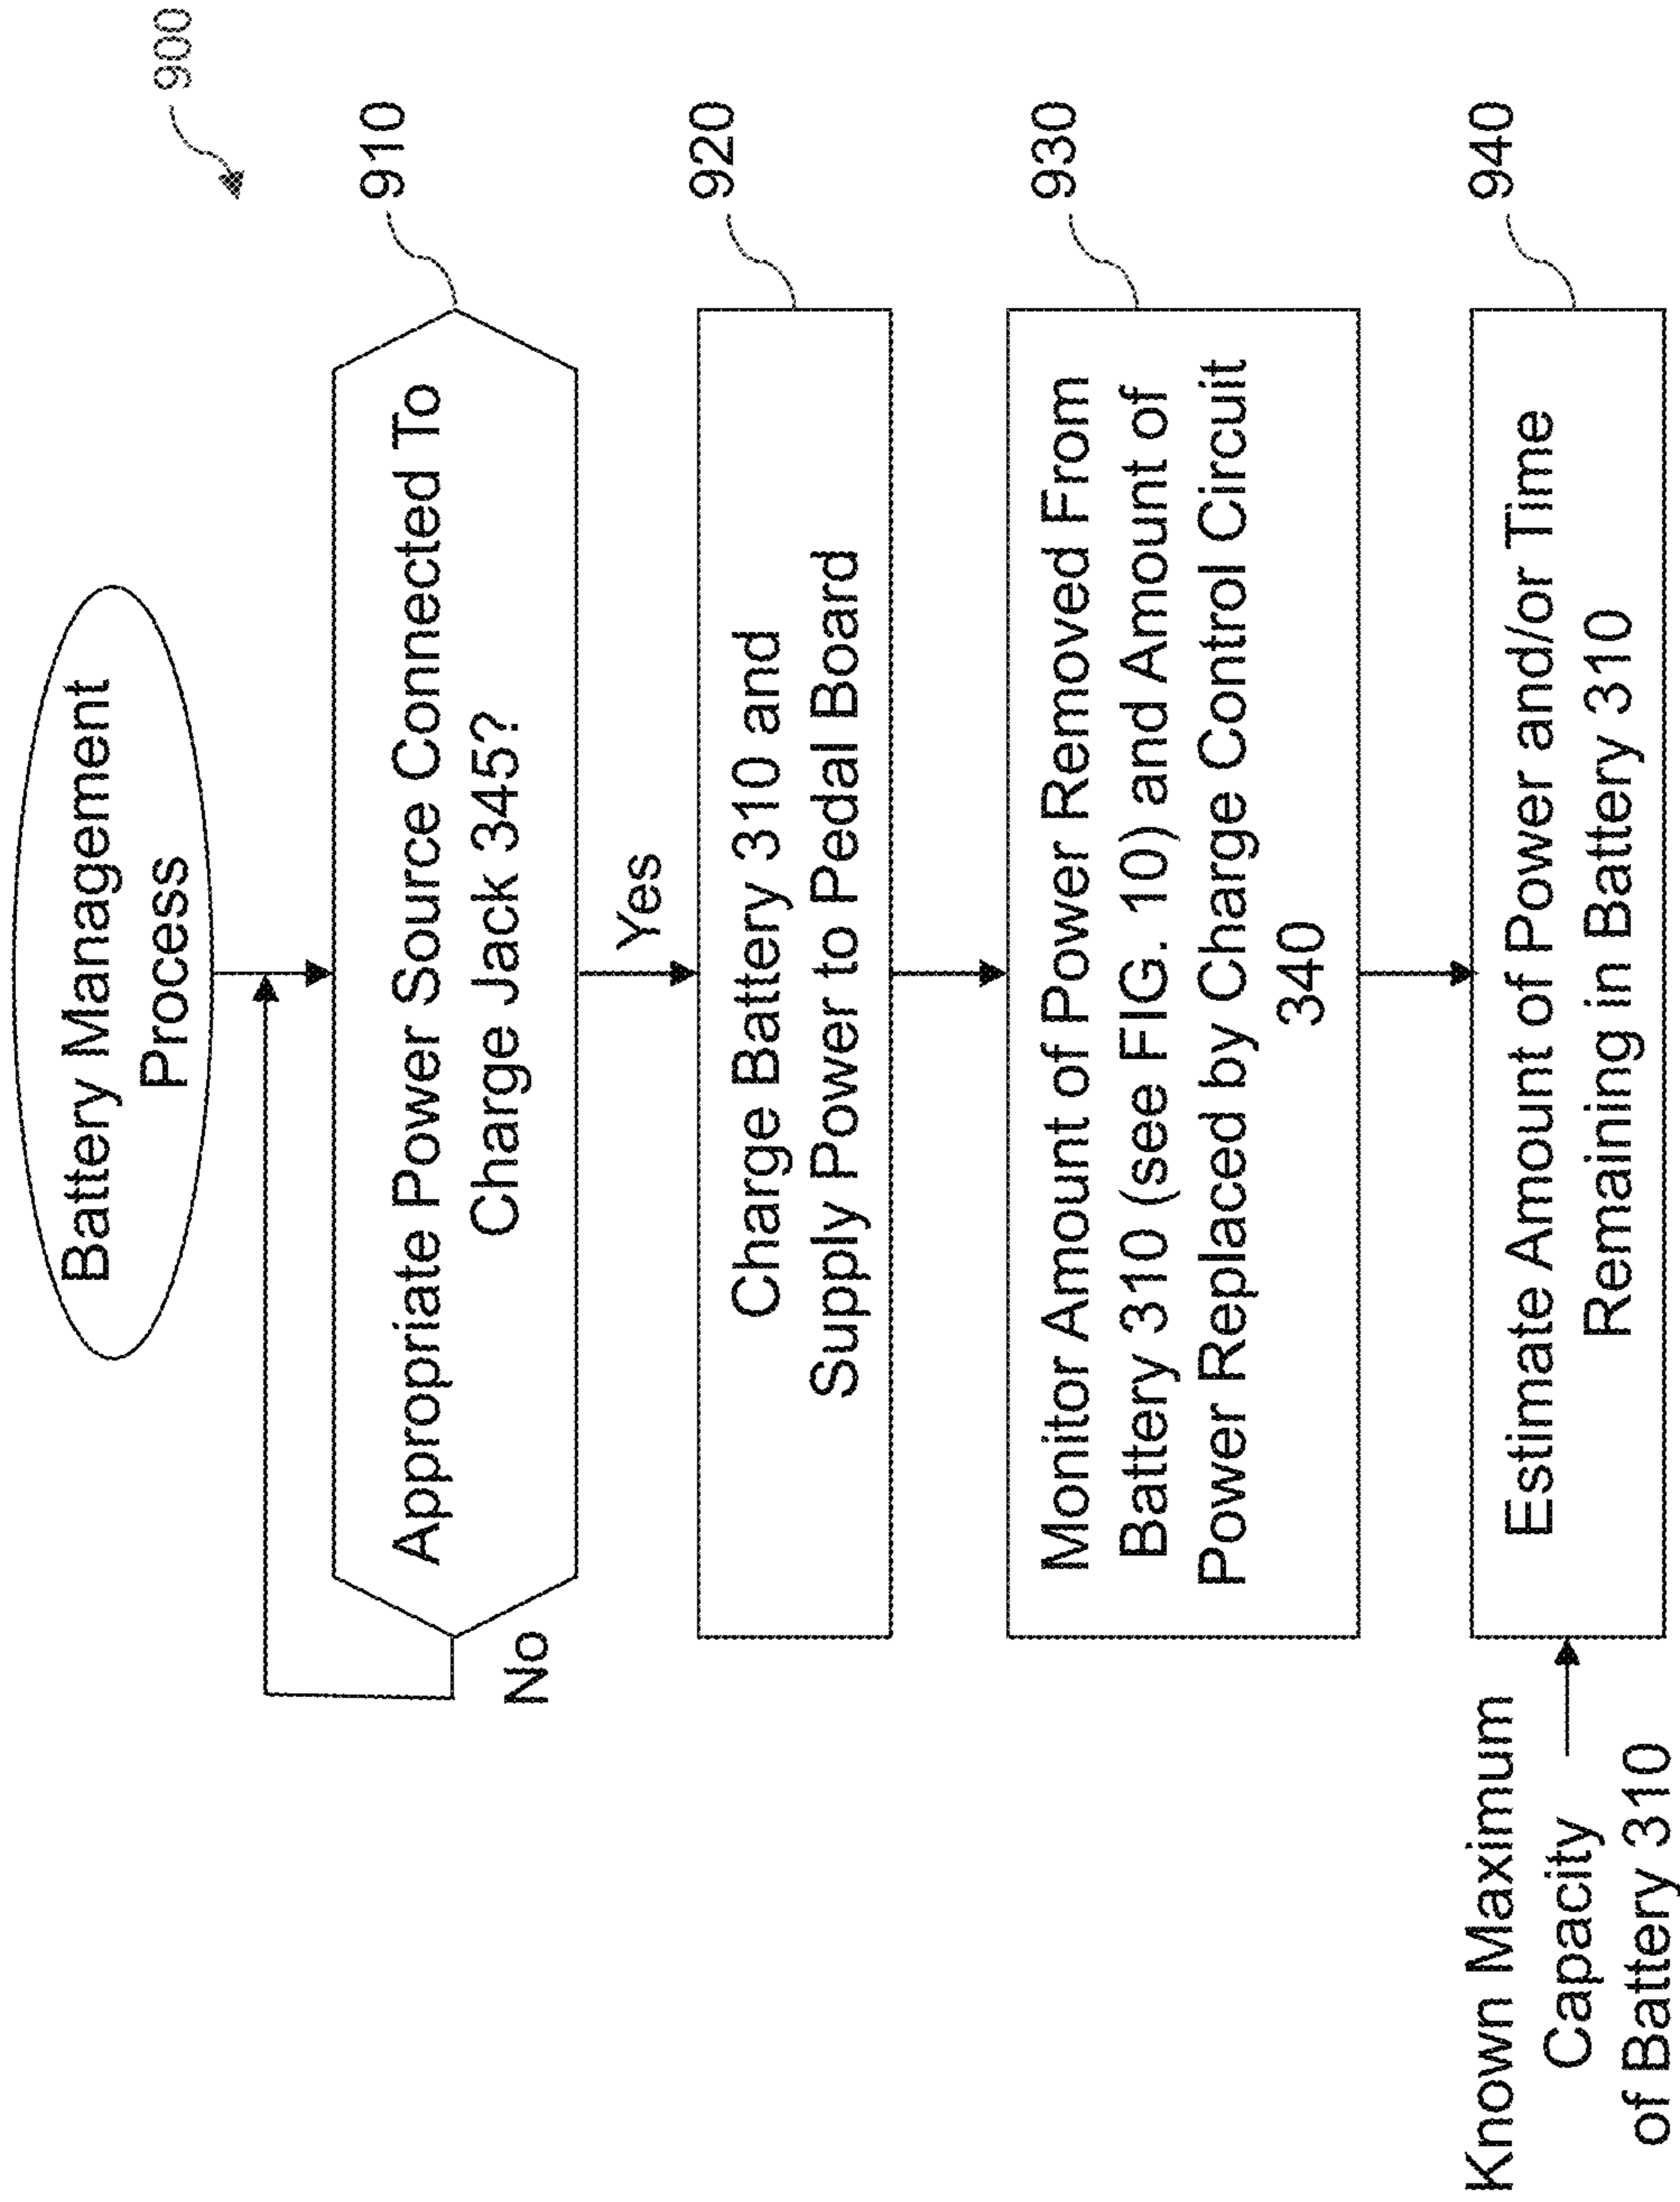 900
Battery Management
Process
910
Appropriate Power Source Connected To
Charge Jack 345?
No
Yes
920
Charge Battery 310 and
Supply Power to Pedal Board
930
Monitor Amount of Power Removed From
Battery 310 (see FIG. 10) and Amount of
Power Replaced by Charge Control Circuit
340
940
Known Maximum
Capacity
of Battery 310
Estimate Amount of Power and/or Time
Remaining in Battery 310